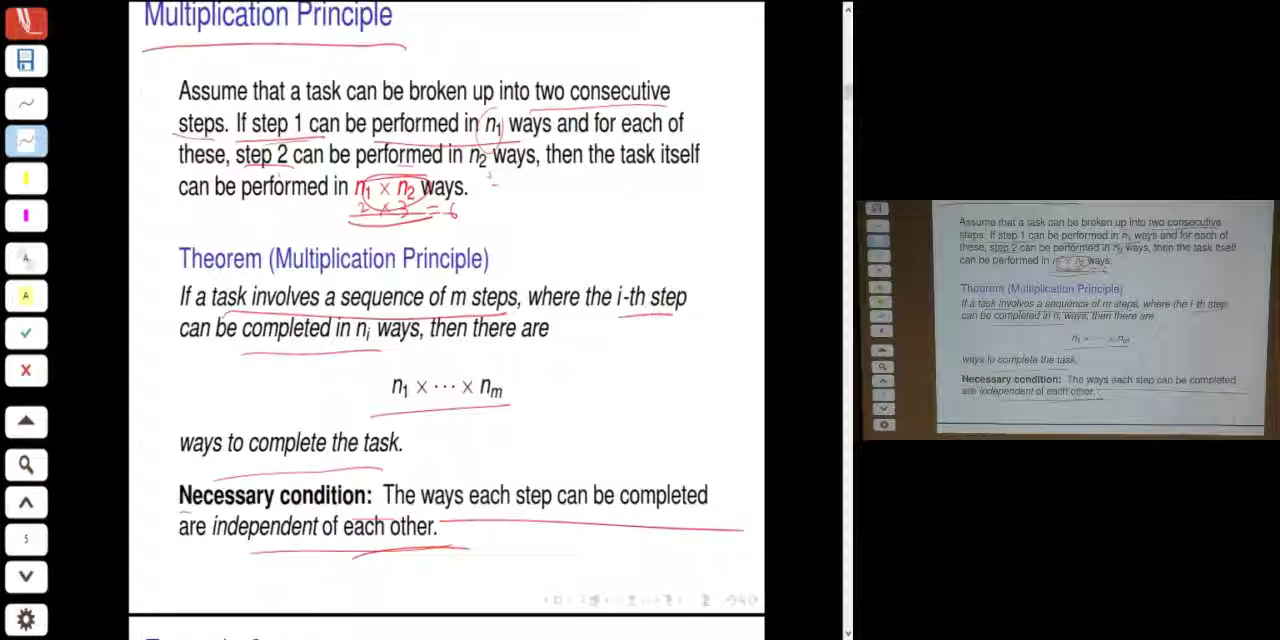 Multiplication Principle
Assume that a task can be broken up into two consecutive
steps. If step 1 can be performed in n₁ ways and for each of
these, step 2 can be performed in n₂ ways, then the task itself
can be performed in n₁ × n₂ ways.
2 × 3 = 6
Theorem (Multiplication Principle)
If a task involves a sequence of m steps, where the i-th step
can be completed in nᵢ ways, then there are
n₁ × ⋯ × nₘ
ways to complete the task.
Necessary condition: The ways each step can be completed
are independent of each other.
A
A
5
Assume that a task can be broken up into two consecutive
steps. If step 1 can be performed in n₁ ways and for each of
these, step 2 can be performed in n₂ ways, then the task itself
can be performed in n₁ × n₂ ways.
Theorem (Multiplication Principle)
If a task involves a sequence of m steps, where the i-th step
can be completed in nᵢ ways, then there are
n₁ × ⋯ × nₘ
ways to complete the task.
Necessary condition: The ways each step can be completed
are independent of each other.